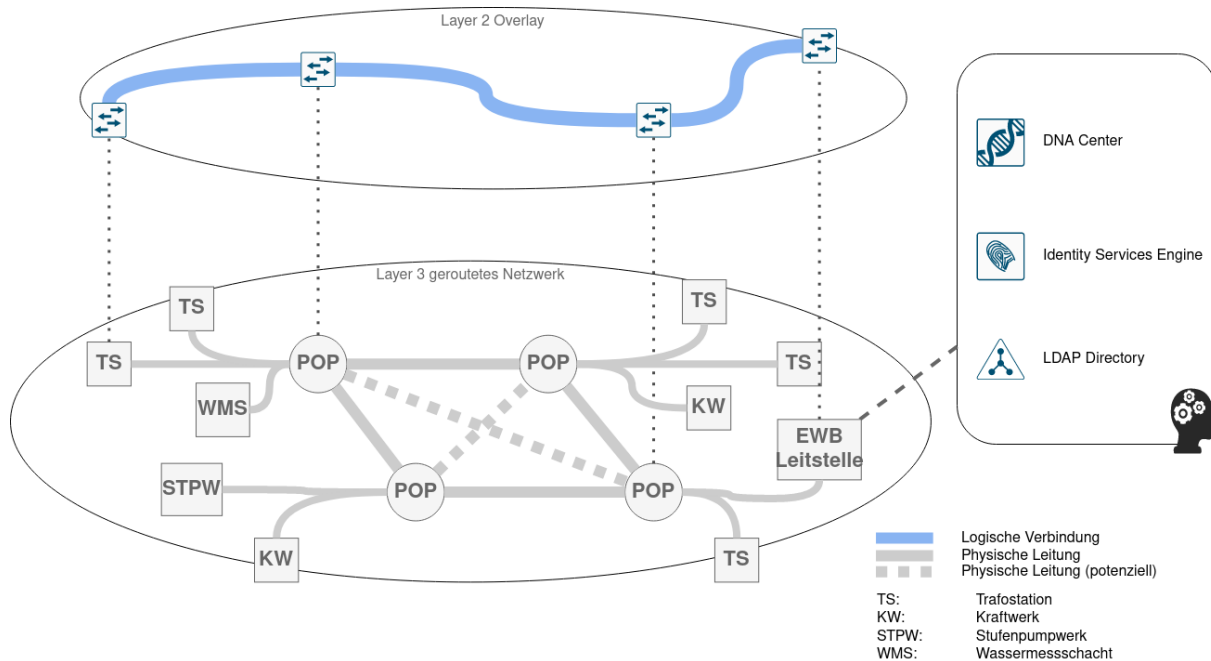 Layer 2 Overlay
DNA Center
Identity Services Engine
LDAP Directory
Layer 3 geroutetes Netzwerk
TS
TS
TS
POP
POP
TS
WMS
KW
EWB
Leitstelle
STPW
POP
POP
KW
TS
Logische Verbindung
Physische Leitung
Physische Leitung (potenziell)
TS: Trafostation
KW: Kraftwerk
STPW: Stufenpumpwerk
WMS: Wassermessschacht